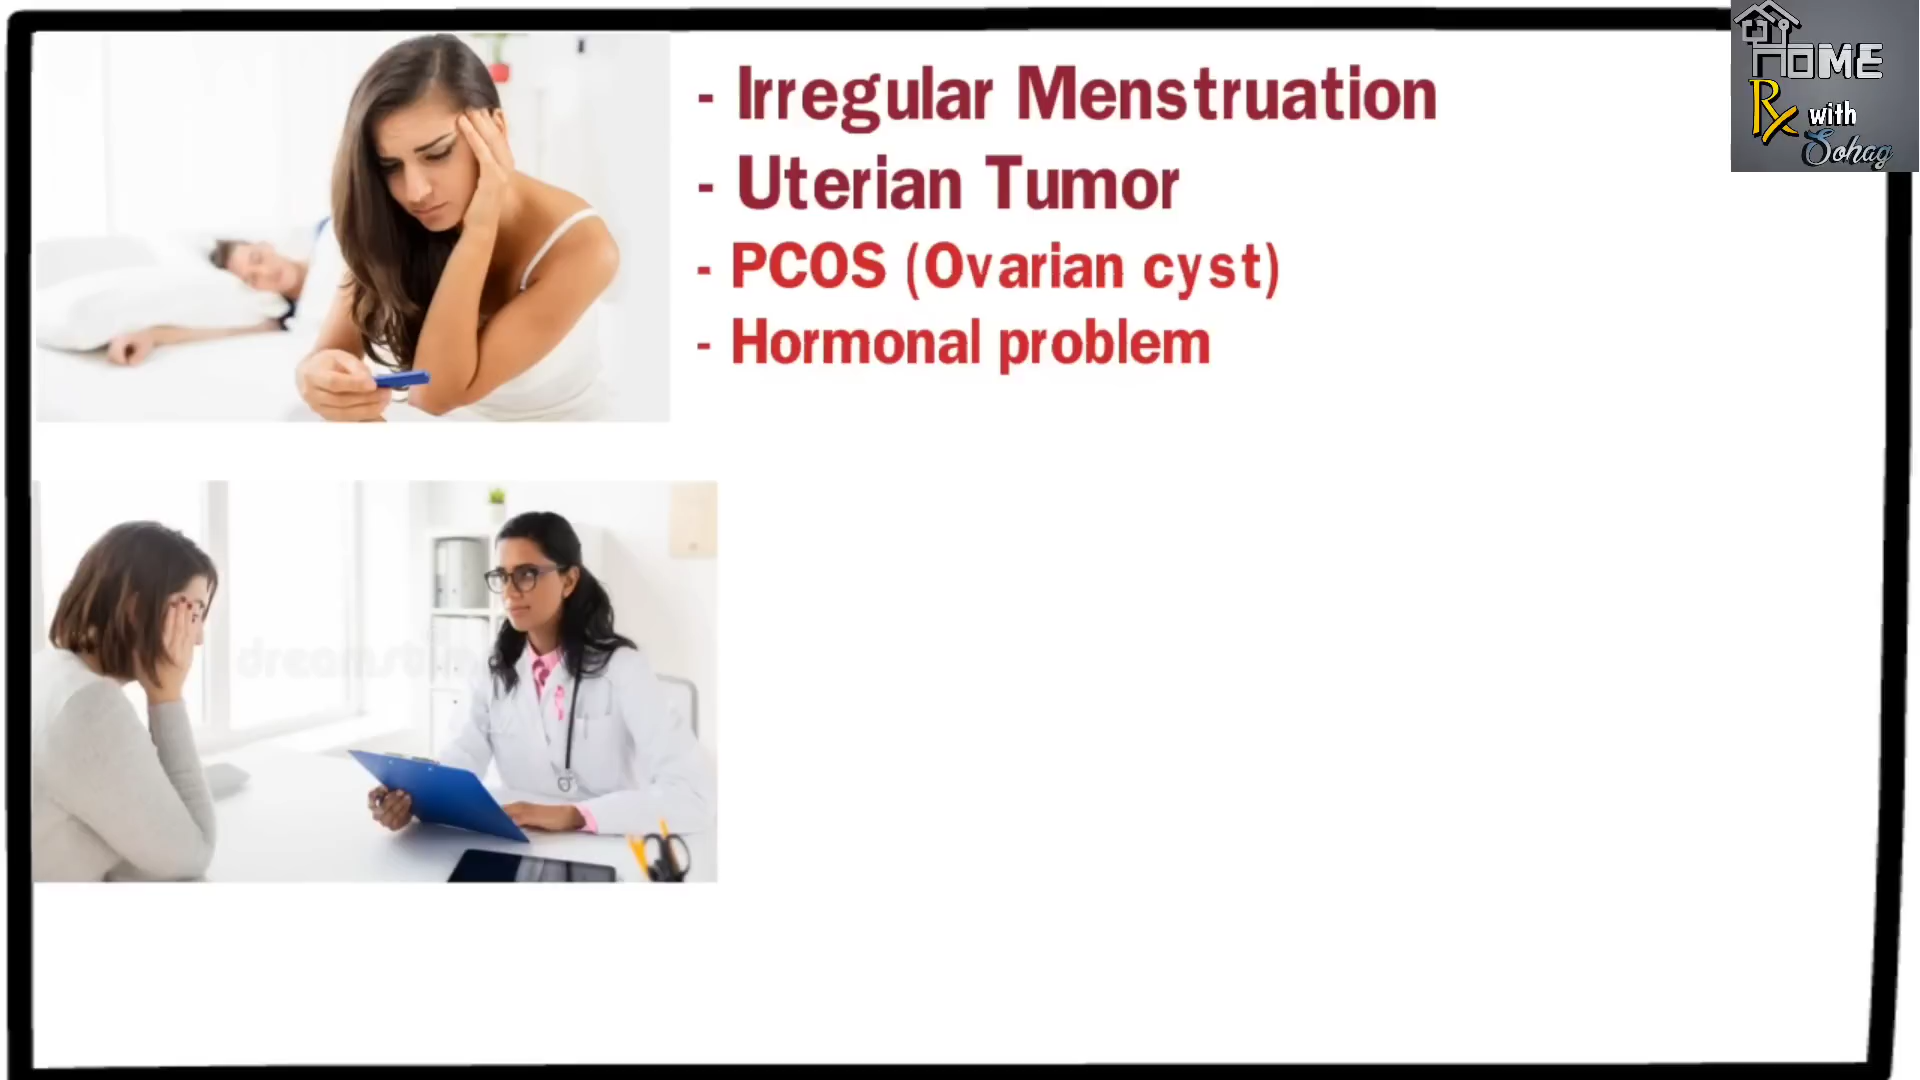 - Irregular Menstruation
- Uterian Tumor
- PCOS (Ovarian cyst)
- Hormonal problem
HOME
Rx with
Sohag